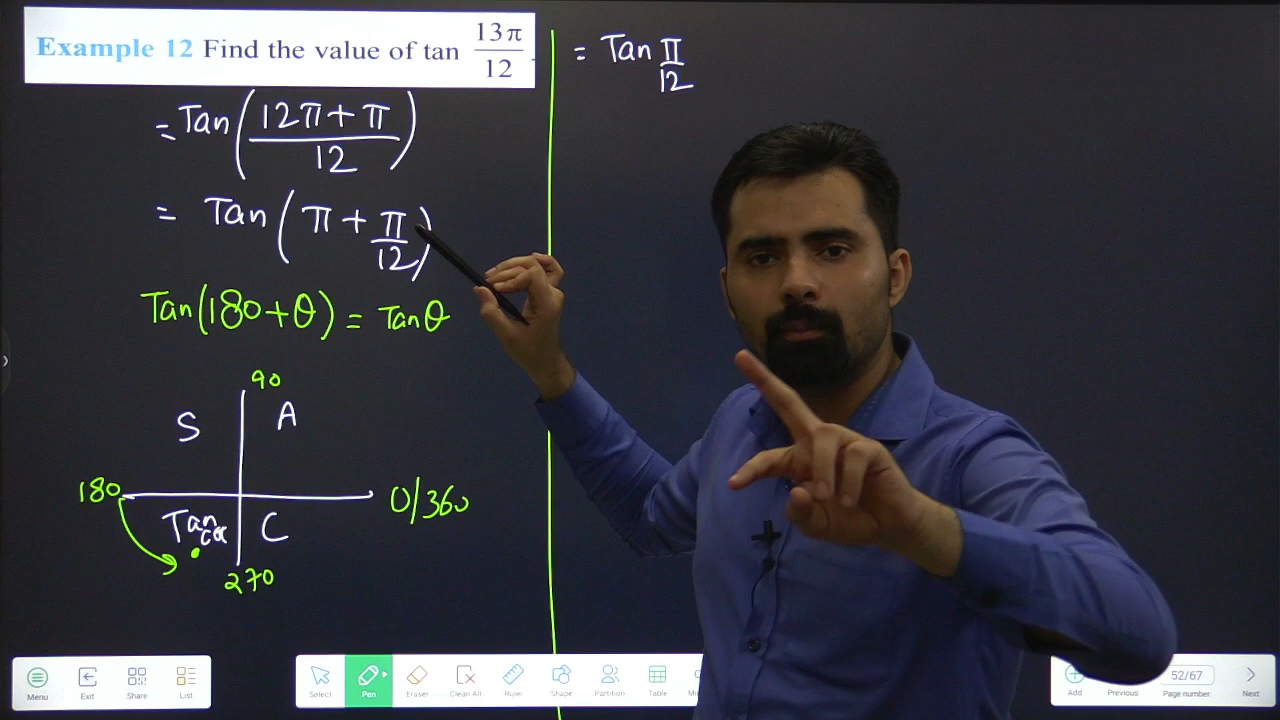 Example 12 Find the value of tan 13π/12.
= Tan(12π+π/12)
= Tan(π+π/12)
Tan(180+θ) = Tanθ
90
S A
180 0/360
Tan C
cot
270
= Tan π/12
Menu Exit Share List
Select Pen Eraser Clean All Ruler Shape Partition Table
Add Previous 52/67 Page number Next